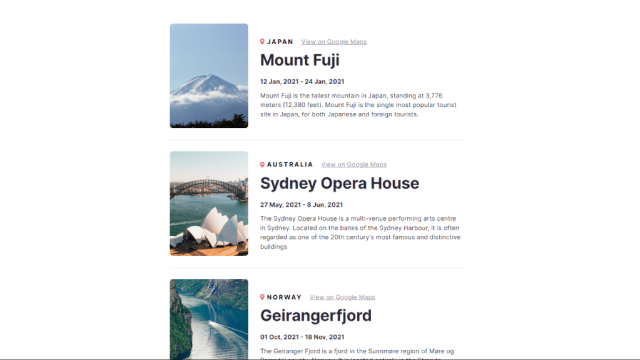 JAPAN View on Google Maps
Mount Fuji
12 Jan, 2021 - 24 Jan, 2021
Mount Fuji is the tallest mountain in Japan, standing at 3,776
meters (12,380 feet). Mount Fuji is the single most popular tourist
site in Japan, for both Japanese and foreign tourists.
AUSTRALIA View on Google Maps
Sydney Opera House
27 May, 2021 - 8 Jun, 2021
The Sydney Opera House is a multi-venue performing arts centre
in Sydney. Located on the banks of the Sydney Harbour, it is often
regarded as one of the 20th century's most famous and distinctive
buildings
NORWAY View on Google Maps
Geirangerfjord
01 Oct, 2021 - 18 Nov, 2021
The Geiranger Fjord is a fjord in the Sunnmøre region of Møre og